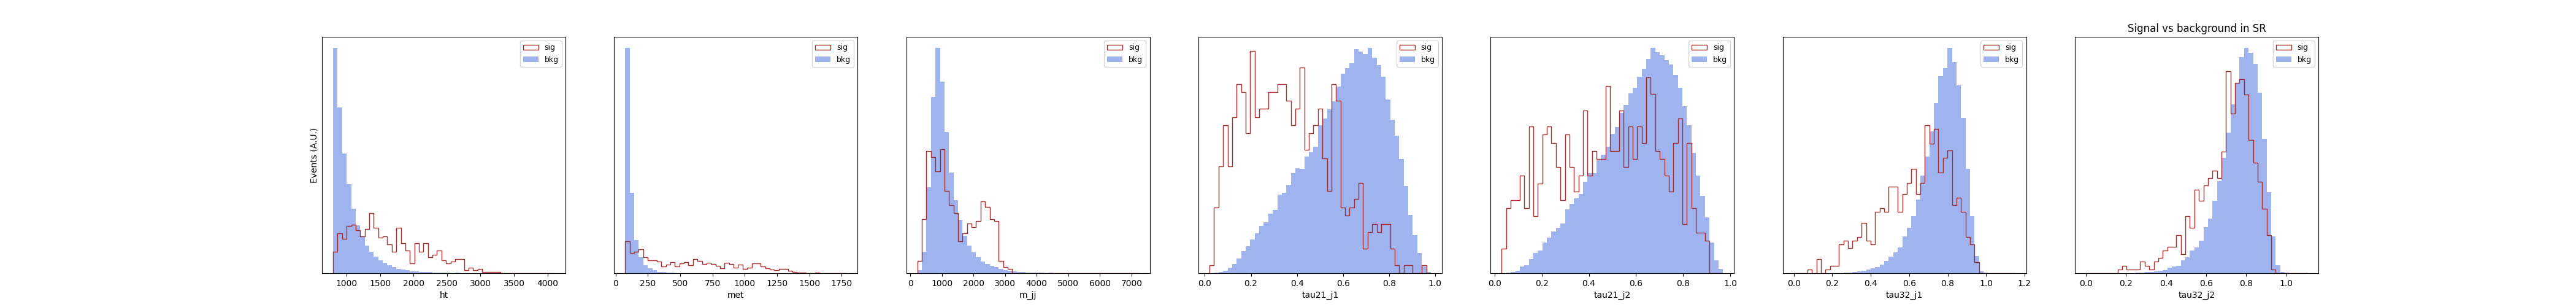 Signal vs background in SR
Events (A.U.)
sig
bkg
1000 1500 2000 2500 3000 3500 4000
ht
sig
bkg
0 250 500 750 1000 1250 1500 1750
met
sig
bkg
0 1000 2000 3000 4000 5000 6000 7000
m_jj
sig
bkg
0.0 0.2 0.4 0.6 0.8 1.0
tau21_j1
sig
bkg
0.0 0.2 0.4 0.6 0.8 1.0
tau21_j2
sig
bkg
0.0 0.2 0.4 0.6 0.8 1.0 1.2
tau32_j1
sig
bkg
0.0 0.2 0.4 0.6 0.8 1.0
tau32_j2